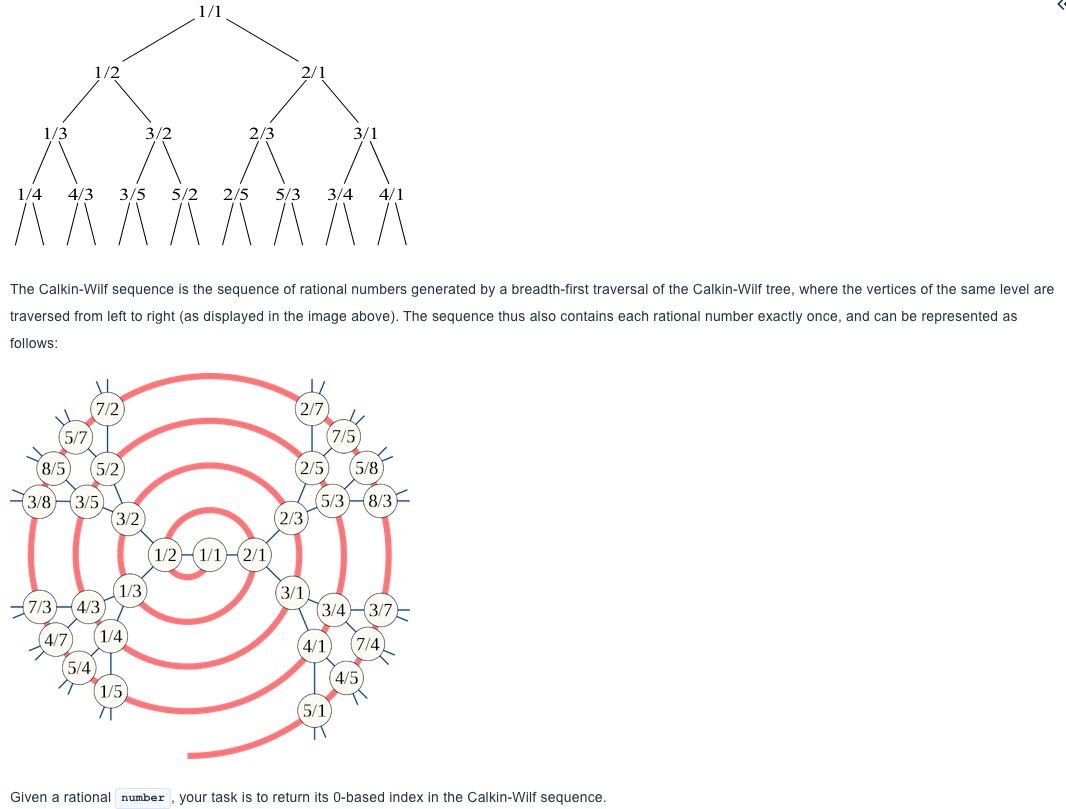 1/1
1/2 2/1
1/3 3/2 2/3 3/1
1/4 4/3 3/5 5/2 2/5 5/3 3/4 4/1
The Calkin-Wilf sequence is the sequence of rational numbers generated by a breadth-first traversal of the Calkin-Wilf tree, where the vertices of the same level are
traversed from left to right (as displayed in the image above). The sequence thus also contains each rational number exactly once, and can be represented as
follows:
7/2 2/7
5/7 7/5
8/5 5/2 2/5 5/8
3/8 3/5 5/3 8/3
3/2 2/3
1/2 1/1 2/1
1/3 3/1
7/3 4/3 3/4 3/7
4/7 1/4 4/1 7/4
5/4 4/5
1/5 5/1
Given a rational number, your task is to return its 0-based index in the Calkin-Wilf sequence.